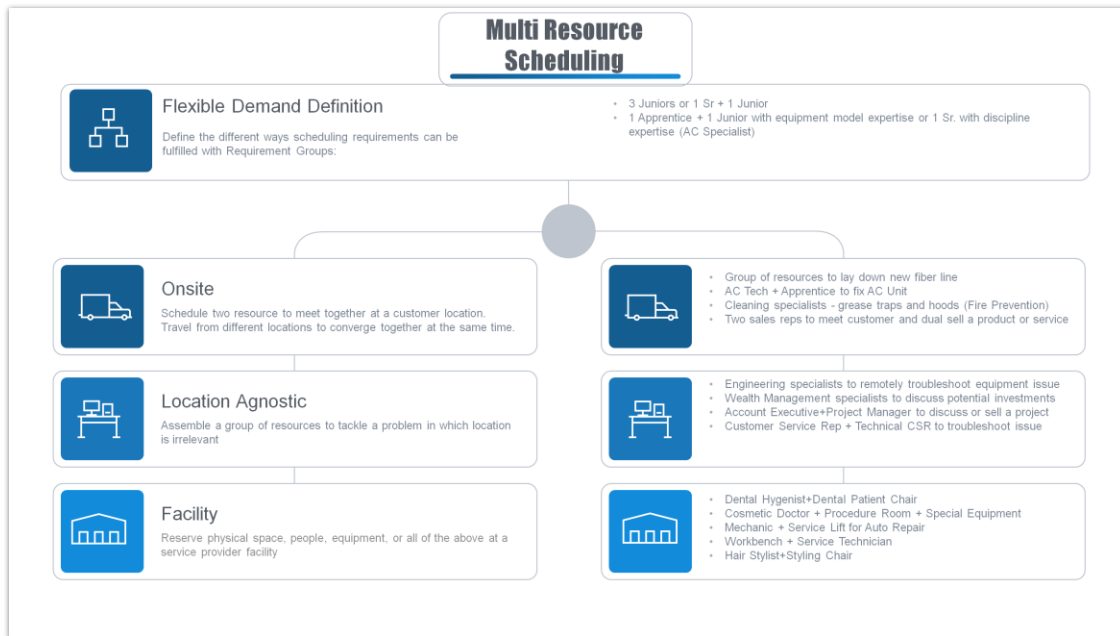 Multi Resource
Scheduling
Flexible Demand Definition
Define the different ways scheduling requirements can be
fulfilled with Requirement Groups:
• 3 Juniors or 1 Sr + 1 Junior
• 1 Apprentice + 1 Junior with equipment model expertise or 1 Sr. with discipline
expertise (AC Specialist)
Onsite
Schedule two resource to meet together at a customer location.
Travel from different locations to converge together at the same time.
• Group of resources to lay down new fiber line
• AC Tech + Apprentice to fix AC Unit
• Cleaning specialists - grease traps and hoods (Fire Prevention)
• Two sales reps to meet customer and dual sell a product or service
Location Agnostic
Assemble a group of resources to tackle a problem in which location
is irrelevant
• Engineering specialists to remotely troubleshoot equipment issue
• Wealth Management specialists to discuss potential investments
• Account Executive+Project Manager to discuss or sell a project
• Customer Service Rep + Technical CSR to troubleshoot issue
Facility
Reserve physical space, people, equipment, or all of the above at a
service provider facility
• Dental Hygenist+Dental Patient Chair
• Cosmetic Doctor + Procedure Room + Special Equipment
• Mechanic + Service Lift for Auto Repair
• Workbench + Service Technician
• Hair Stylist+Styling Chair